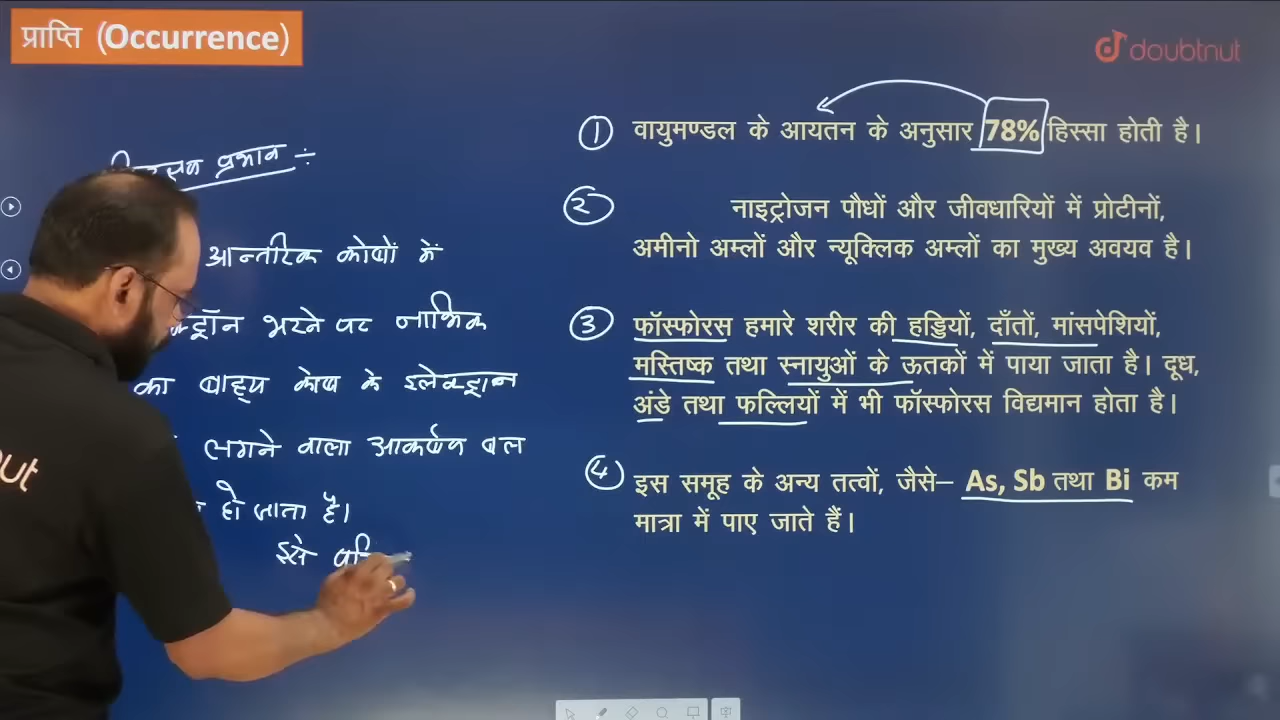 प्राप्ति (Occurrence)
doubtnut
प्रभाव ÷
आन्तरिक कोषों में
भरने पर नाभिक
का बाह्य कोष के इलेक्ट्रान
लगने वाला आकर्षण बल
हो जाता है।
इसे
① वायुमण्डल के आयतन के अनुसार 78% हिस्सा होती है।
② नाइट्रोजन पौधों और जीवधारियों में प्रोटीनों,
अमीनो अम्लों और न्यूक्लिक अम्लों का मुख्य अवयव है।
③ फॉस्फोरस हमारे शरीर की हड्डियों, दाँतों, मांसपेशियों,
मस्तिष्क तथा स्नायुओं के ऊतकों में पाया जाता है। दूध,
अंडे तथा फल्लियों में भी फॉस्फोरस विद्यमान होता है।
④ इस समूह के अन्य तत्वों, जैसे– As, Sb तथा Bi कम
मात्रा में पाए जाते हैं।